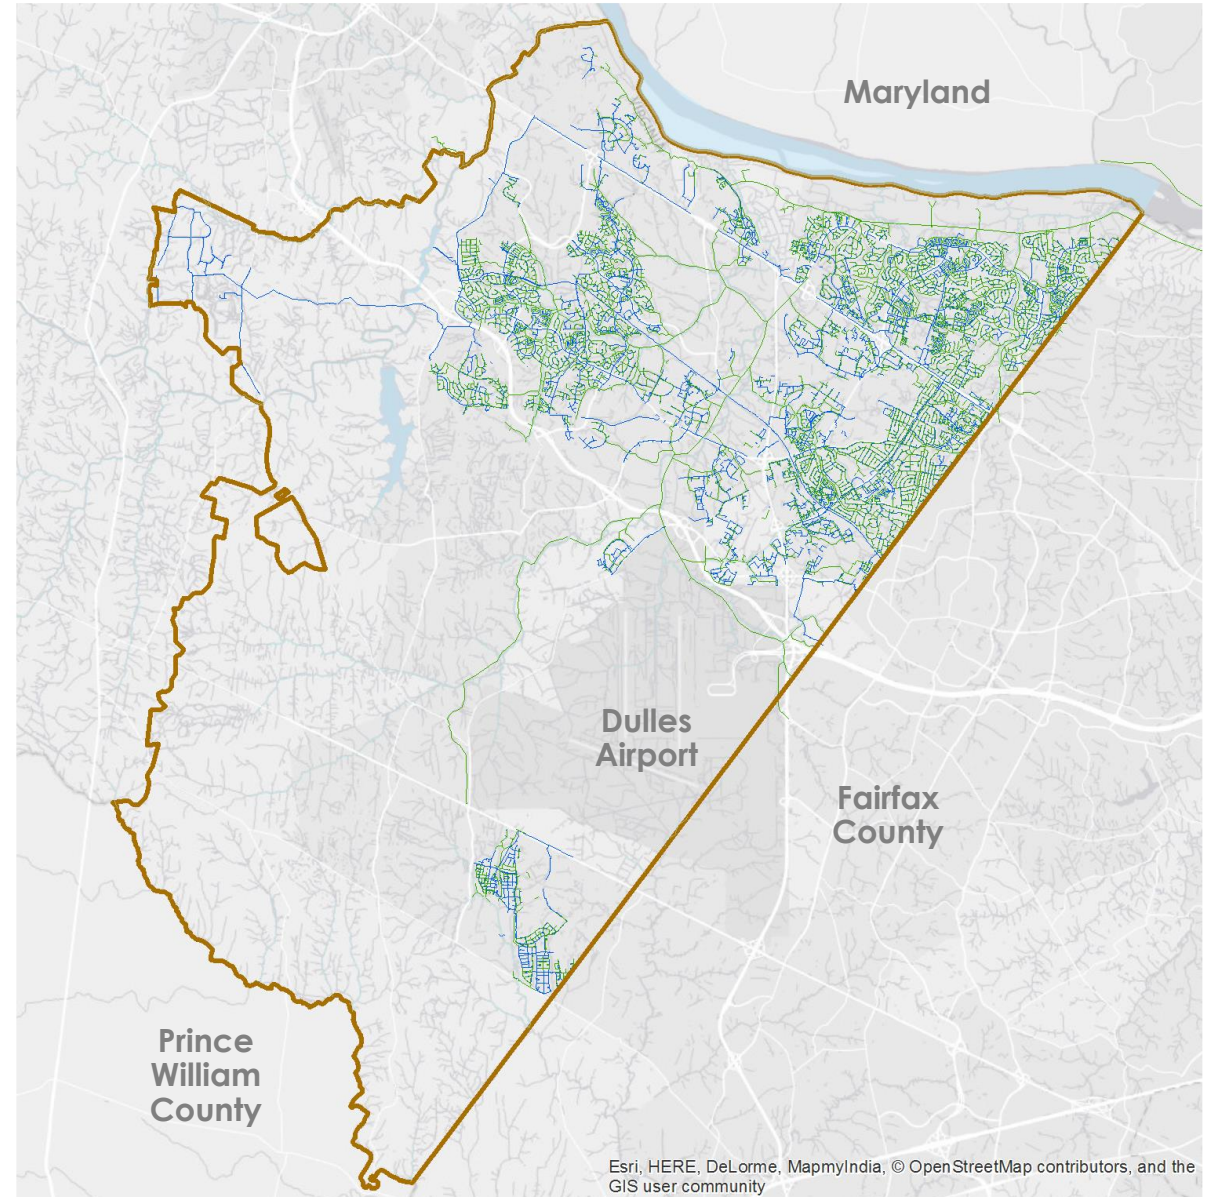 Maryland
Dulles
Airport
Fairfax
County
Prince
William
County
Esri, HERE, DeLorme, MapmyIndia, © OpenStreetMap contributors, and the
GIS user community